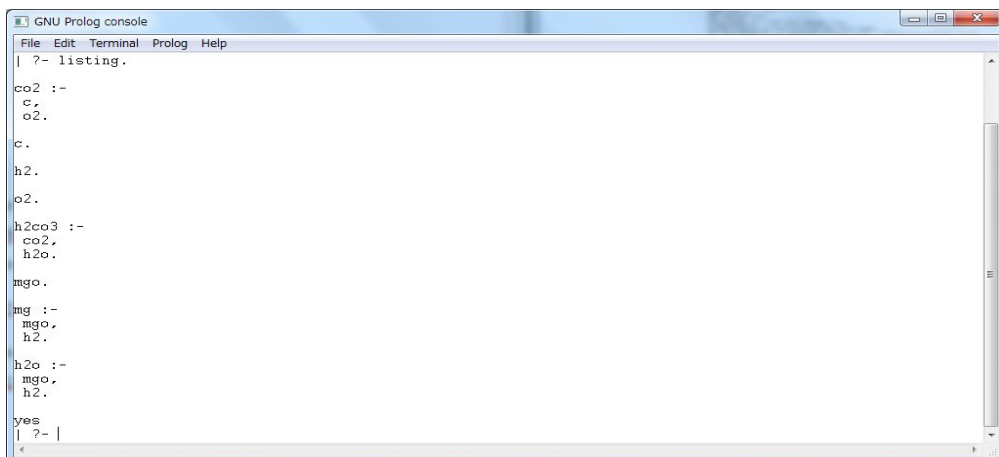 GNU Prolog console
File Edit Terminal Prolog Help
| ?- listing.
co2 :-
c,
o2.
c.
h2.
o2.
h2co3 :-
co2,
h2o.
mgo.
mg :-
mgo,
h2.
h2o :-
mgo,
h2.
yes
| ?-